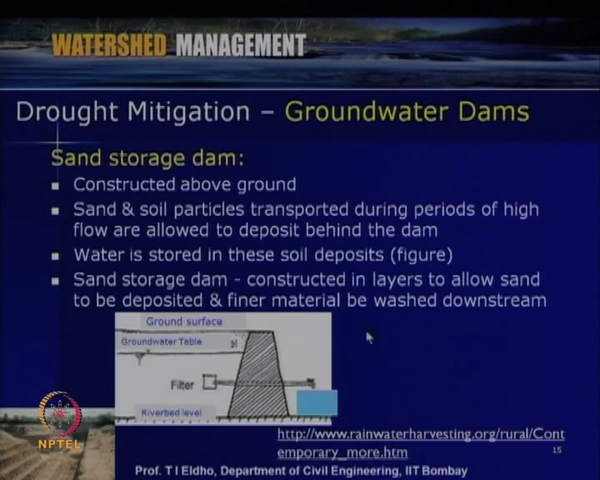 WATERSHED MANAGEMENT
Drought Mitigation – Groundwater Dams
Sand storage dam:
Constructed above ground
Sand & soil particles transported during periods of high
flow are allowed to deposit behind the dam
Water is stored in these soil deposits (figure)
Sand storage dam - constructed in layers to allow sand
to be deposited & finer material be washed downstream
Ground surface
Groundwater Table
Filter
Riverbed level
NPTEL
http://www.rainwaterharvesting.org/rural/Cont
emporary_more.htm
15
Prof. T I Eldho, Department of Civil Engineering, IIT Bombay